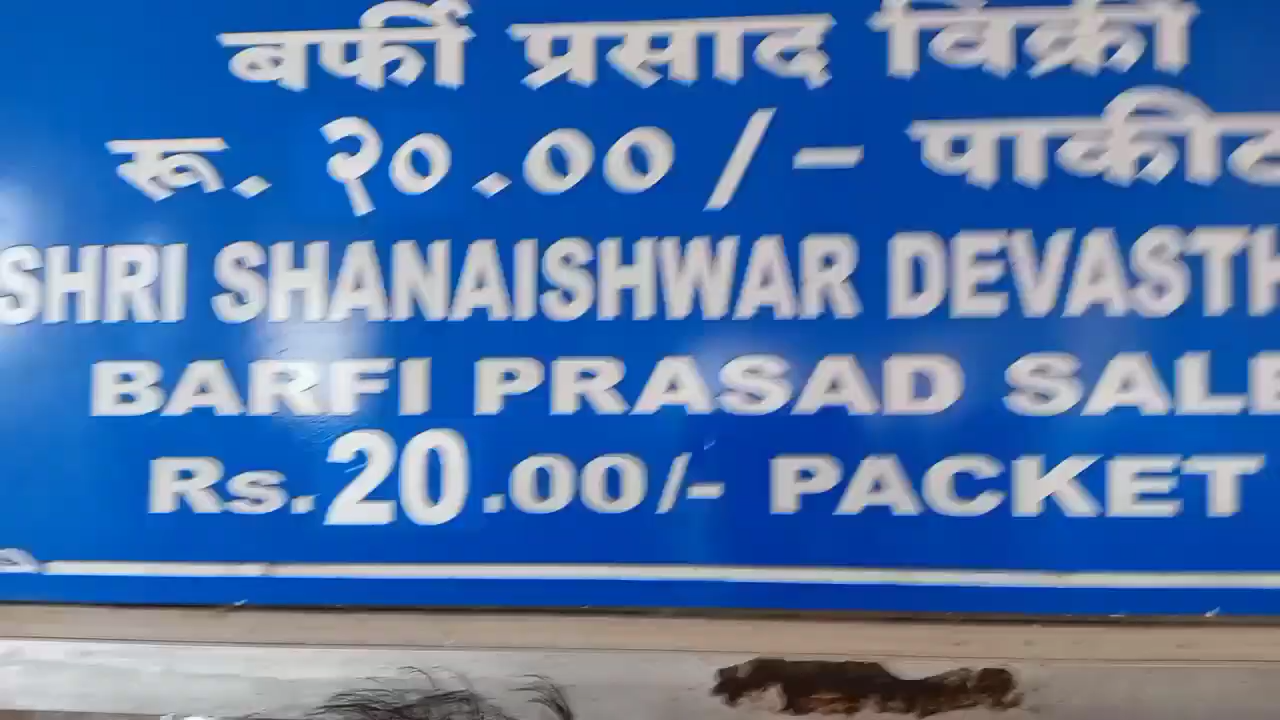 बर्फी प्रसाद विक्री
रू. २०.०० /- पाकीट
SHRI SHANAISHWAR DEVASTH
BARFI PRASAD SALE
Rs. 20.00/- PACKET